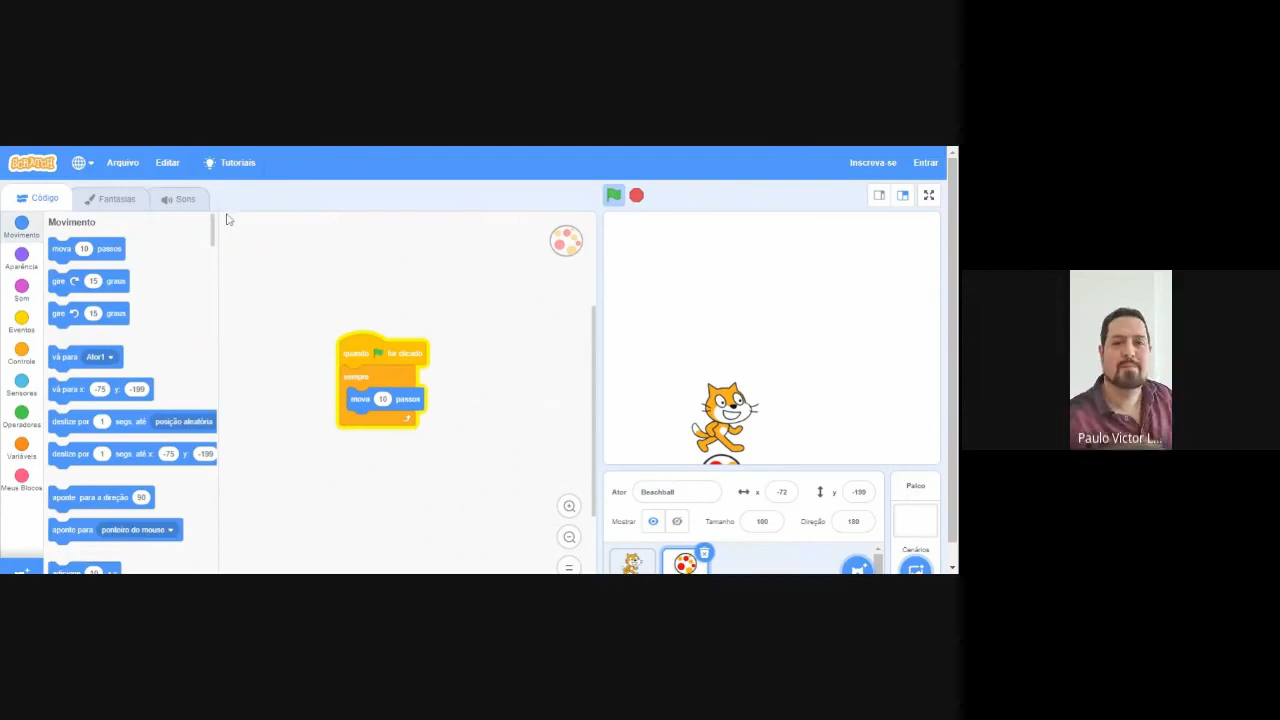 SCRATCH
Arquivo
Editar
Tutoriais
Inscreva-se
Entrar
Código
Fantasias
Sons
Movimento
Aparência
Som
Eventos
Controle
Sensores
Operadores
Variáveis
Meus Blocos
Movimento
mova 10 passos
gire 15 graus
gire 15 graus
vá para Ator1
vá para x: -75 y: -199
deslize por 1 segs. até posição aleatória
deslize por 1 segs. até x: -75 y: -199
aponte para a direção 90
aponte para ponteiro do mouse
adicione 10
quando for clicado
sempre
mova 10 passos
Ator Beachball x -72 y -199
Mostrar Tamanho 100 Direção 180
Palco
Cenários
Paulo Victor L...